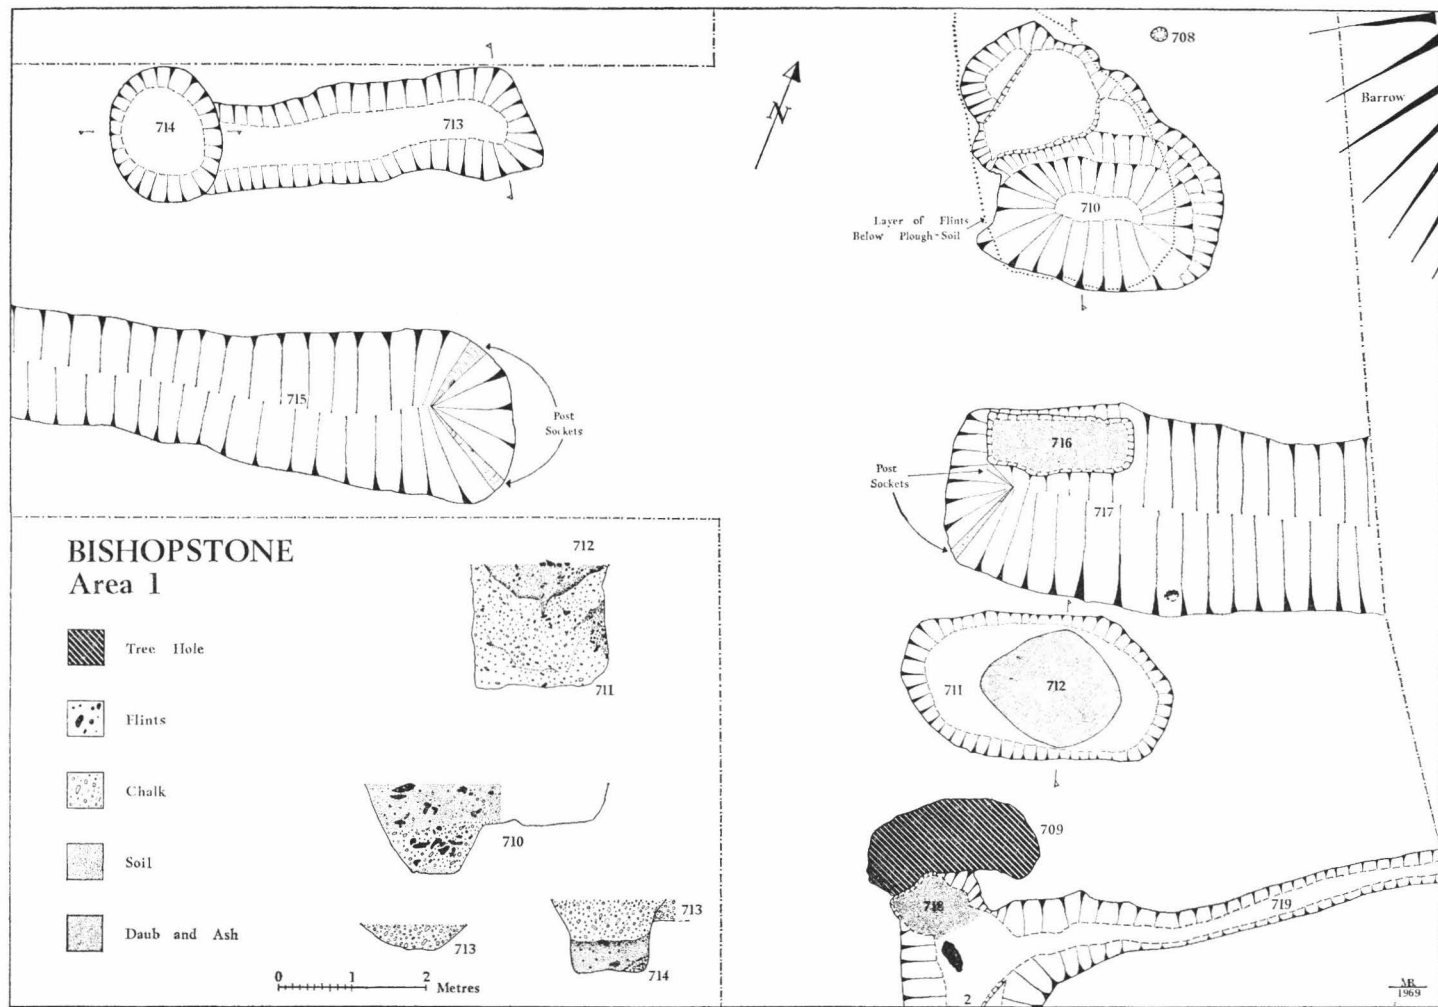 708
Barrow
714
713
N
710
Layer of Flints
Below Plough-Soil
715
Post
Sockets
716
Post
Sockets
717
711
712
709
718
719
2
MB
1969
BISHOPSTONE
Area 1
Tree Hole
Flints
Chalk
Soil
Daub and Ash
712
711
710
713
713
714
0 1 2 Metres